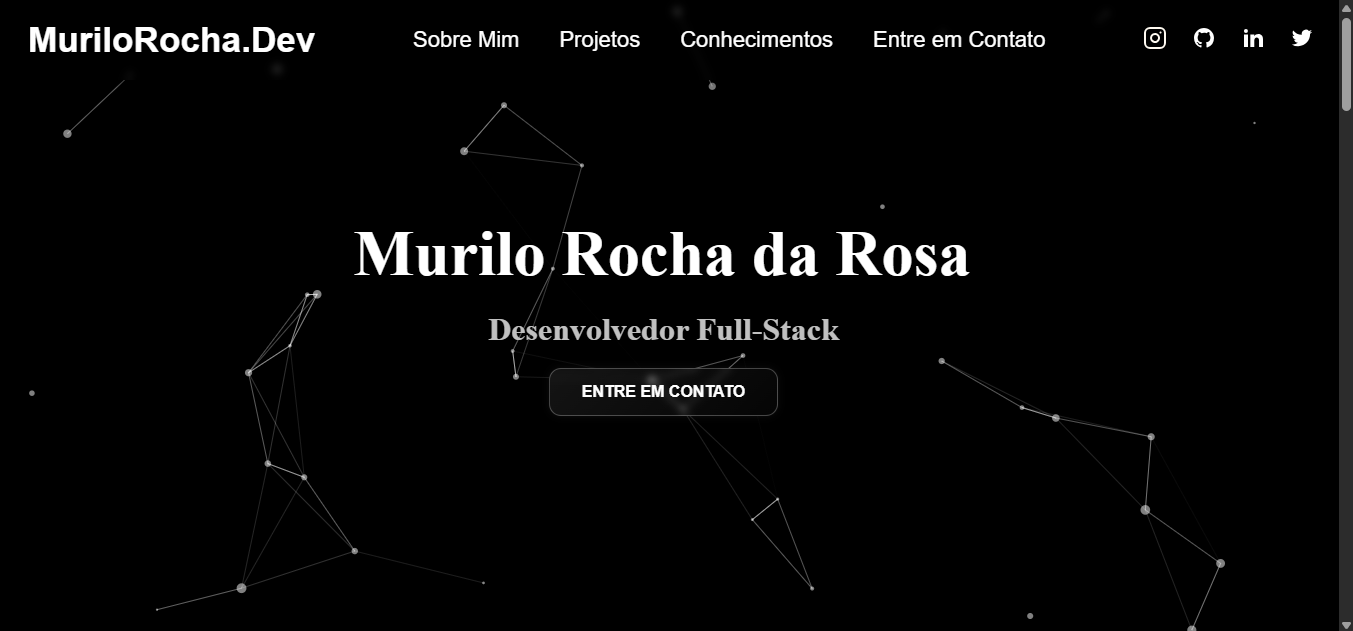 MuriloRocha.Dev
Sobre Mim
Projetos
Conhecimentos
Entre em Contato
Murilo Rocha da Rosa
Desenvolvedor Full-Stack
ENTRE EM CONTATO